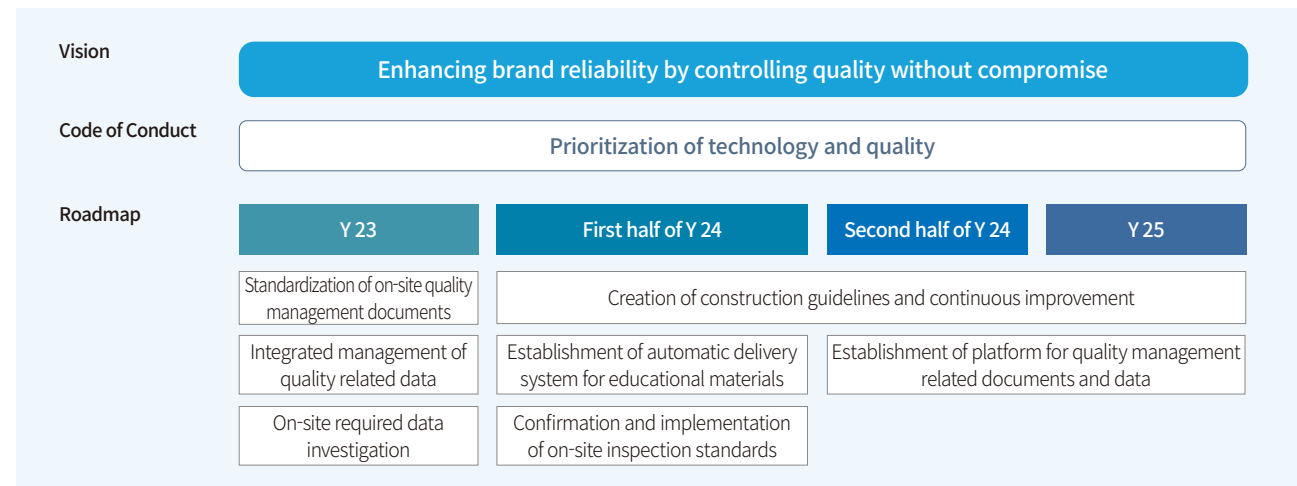 Vision
Enhancing brand reliability by controlling quality without compromise
Code of Conduct
Prioritization of technology and quality
Roadmap
Y 23
First half of Y 24
Second half of Y 24
Y 25
Standardization of on-site quality
management documents
Creation of construction guidelines and continuous improvement
Integrated management of
quality related data
Establishment of automatic delivery
system for educational materials
Establishment of platform for quality management
related documents and data
On-site required data
investigation
Confirmation and implementation
of on-site inspection standards